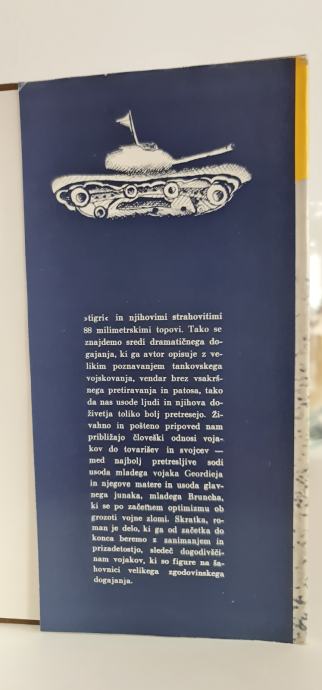 »tigri« in njihovimi strahovitimi
88 milimetrskimi topovi. Tako se
znajdemo sredi dramatičnega do-
gajanja, ki ga avtor opisuje z ve-
likim poznavanjem tankovskega
vojskovanja, vendar brez vsakrš-
nega pretiravanja in patosa, tako
da nas usode ljudi in njihova do-
živetja toliko bolj pretresejo. Ži-
vahno in pošteno pripoved nam
približajo človeški odnosi voja-
kov do tovarišev in svojcev —
med najbolj pretresljive sodi
usoda mladega vojaka Geordieja
in njegove matere in usoda glav-
nega junaka, mladega Bruncha,
ki se po začetnem optimizmu ob
grozoti vojne zlomi. Skratka, ro-
man je delo, ki ga od začetka do
konca beremo z zanimanjem in
prizadetostjo, sledeč dogodivšči-
nam vojakov, ki so figure na ša-
hovnici velikega zgodovinskega
dogajanja.